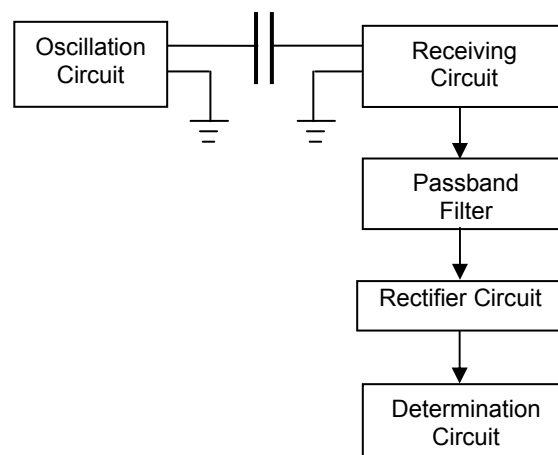 Oscillation
Circuit
Receiving
Circuit
Passband
Filter
Rectifier Circuit
Determination
Circuit